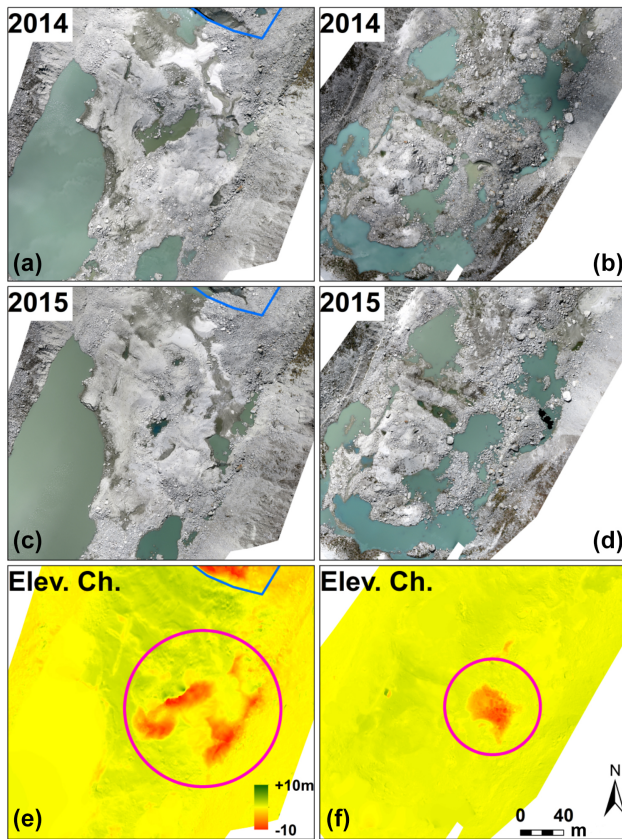 2014
(a)
(b)
2015
2015
(c)
(d)
Elev. Ch.
Elev. Ch.
+10m
-10
(e)
(f)
N
0 40
m
2014